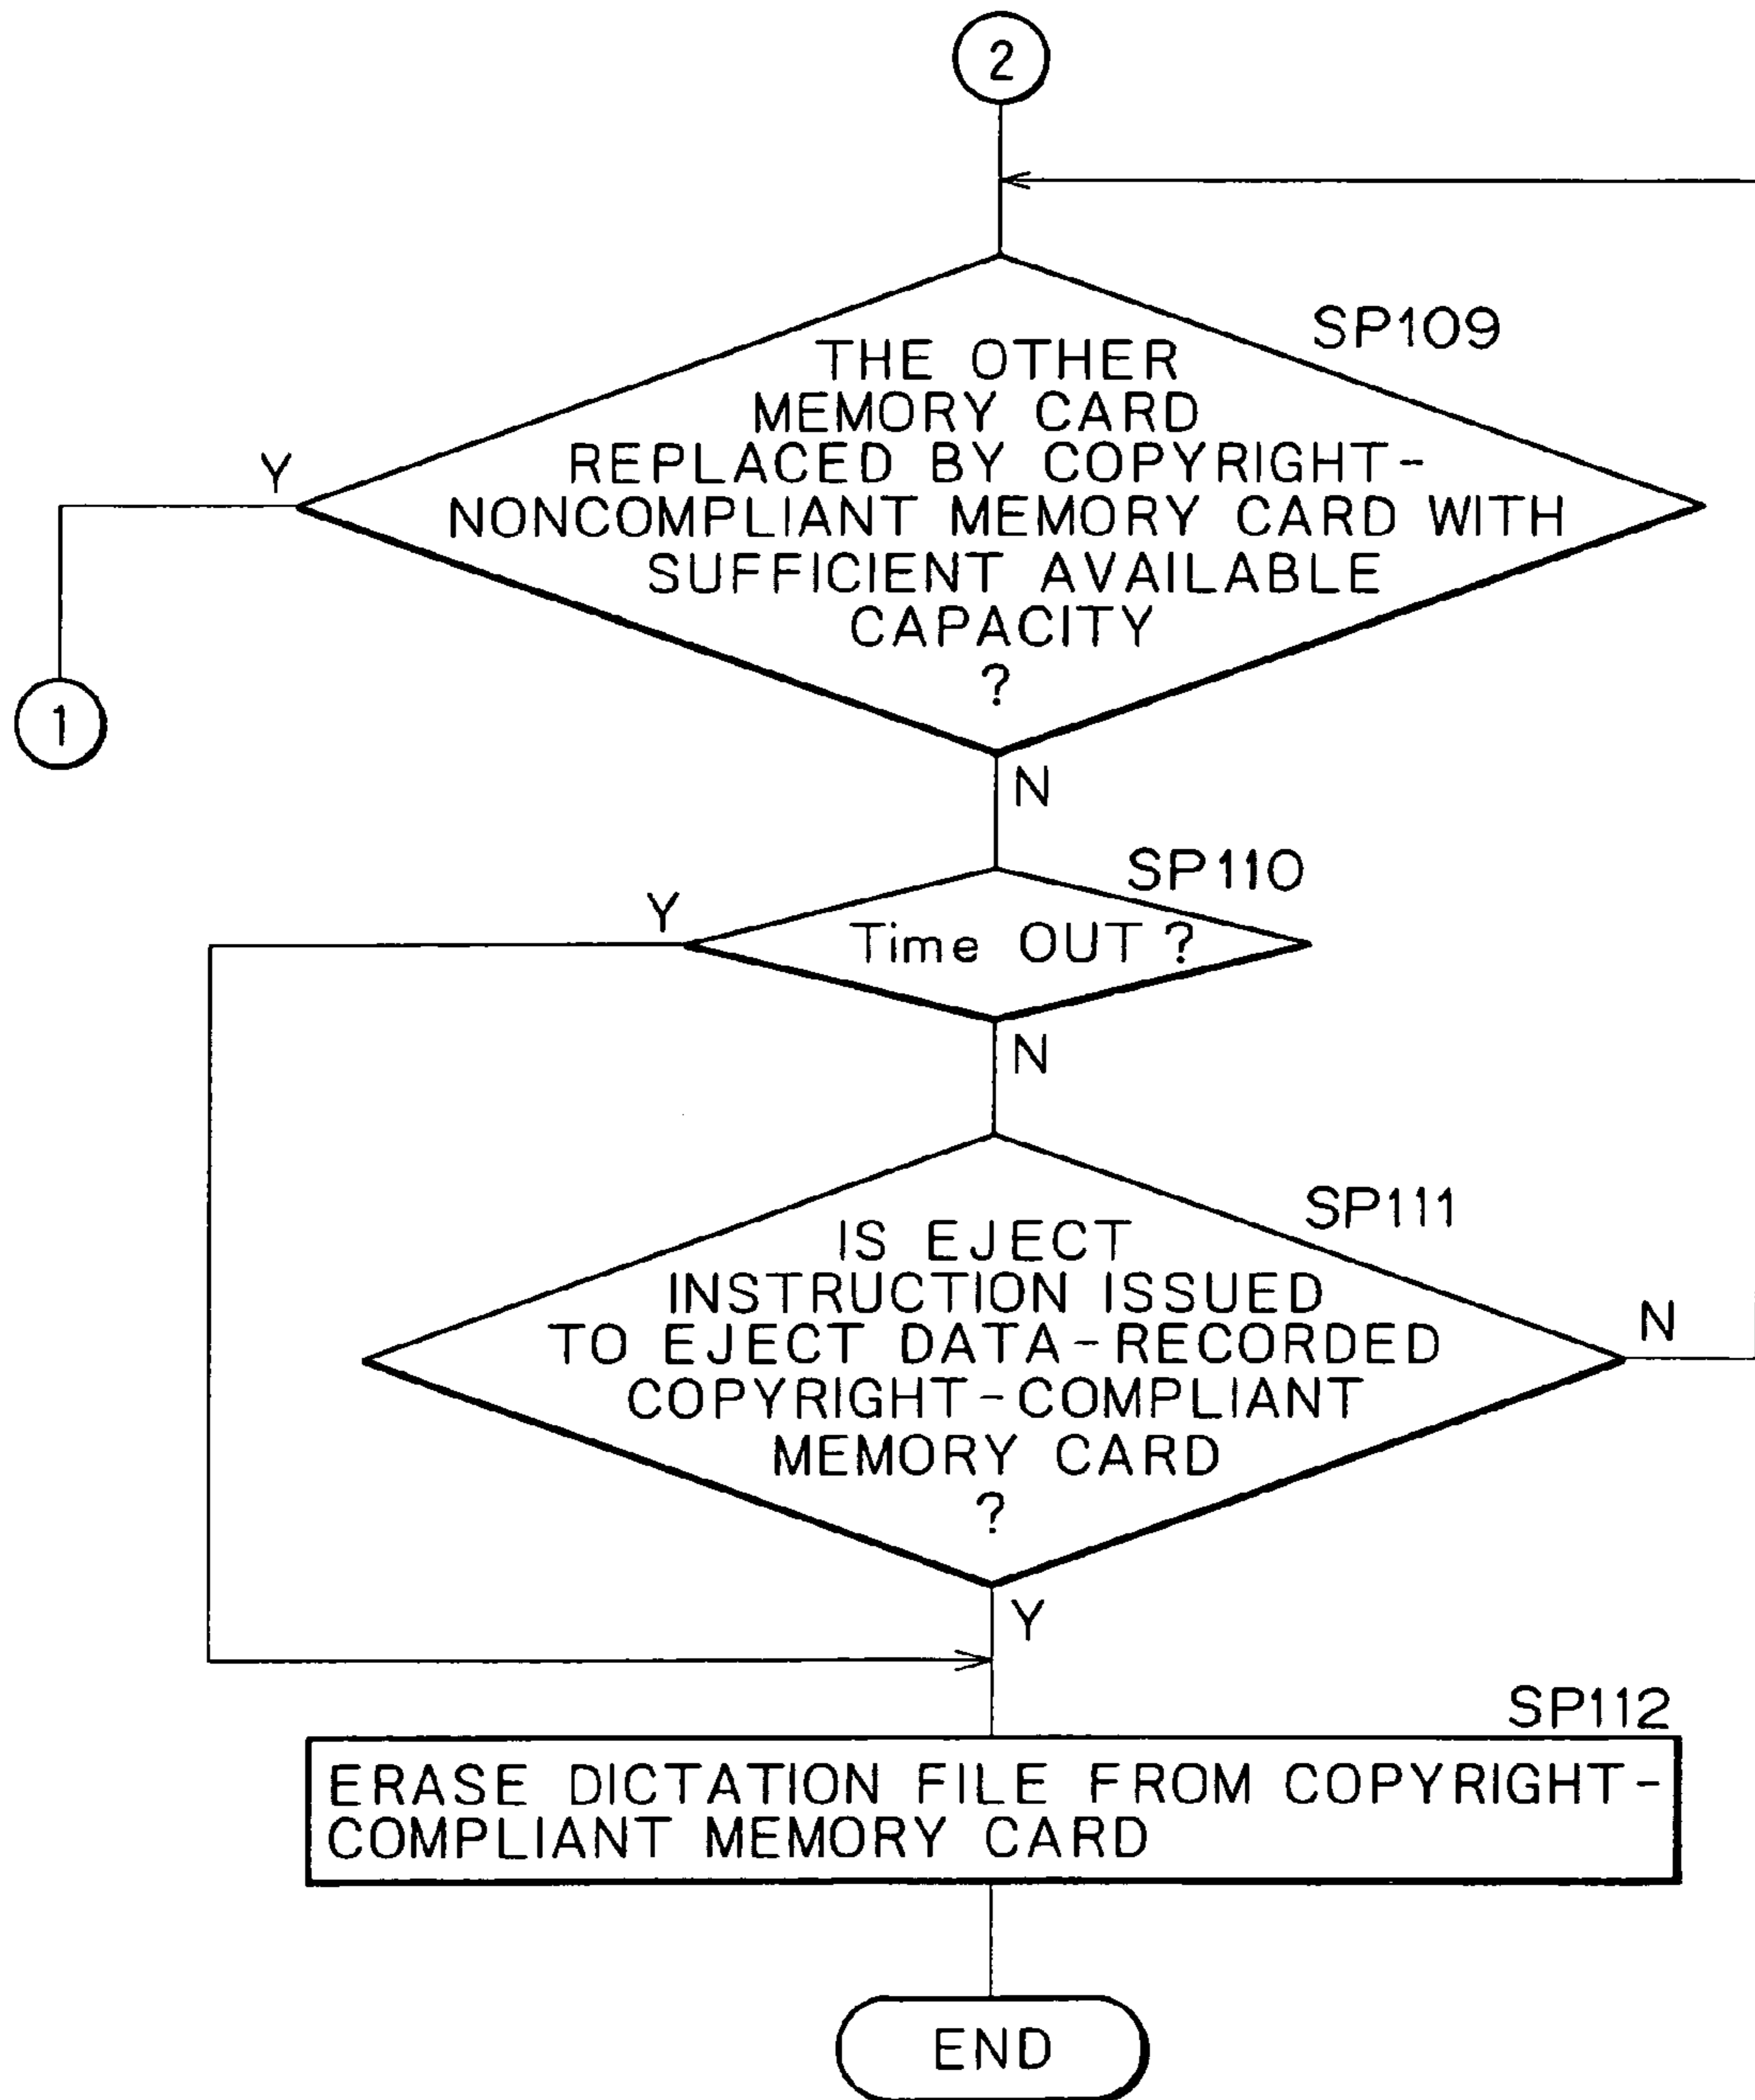 2
SP109
THE OTHER
MEMORY CARD
REPLACED BY COPYRIGHT-
NONCOMPLIANT MEMORY CARD WITH
SUFFICIENT AVAILABLE
CAPACITY
?
Y
1
N
SP110
Y
Time OUT ?
N
SP111
IS EJECT
INSTRUCTION ISSUED
TO EJECT DATA-RECORDED
COPYRIGHT-COMPLIANT
MEMORY CARD
?
N
Y
SP112
ERASE DICTATION FILE FROM COPYRIGHT-
COMPLIANT MEMORY CARD
END